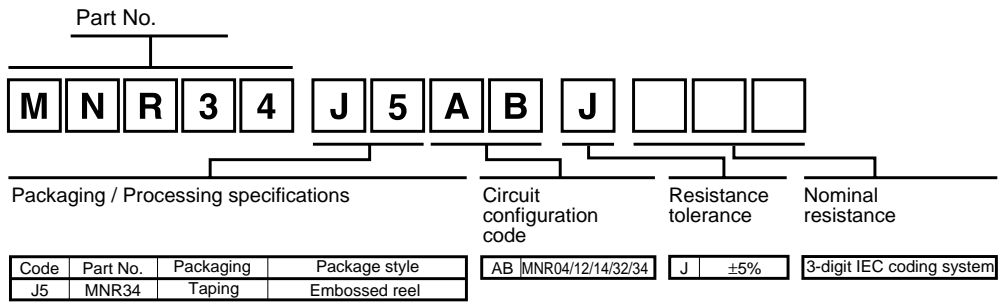 Part No.
M N R 3 4 J 5 A B J
Packaging / Processing specifications
Circuit
configuration
code
Resistance
tolerance
Nominal
resistance
Code Part No. Packaging Package style
J5 MNR34 Taping Embossed reel
AB MNR04/12/14/32/34
J ±5%
3-digit IEC coding system